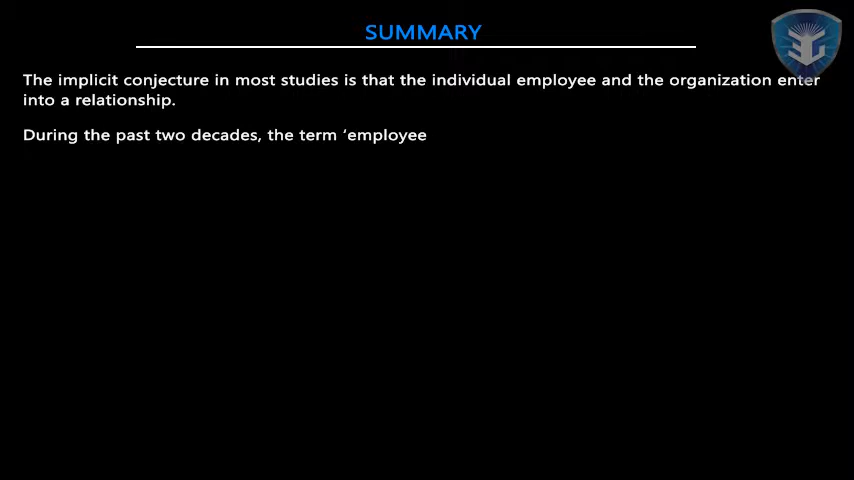 SUMMARY
The implicit conjecture in most studies is that the individual employee and the organization enter
into a relationship.
During the past two decades, the term ‘employee